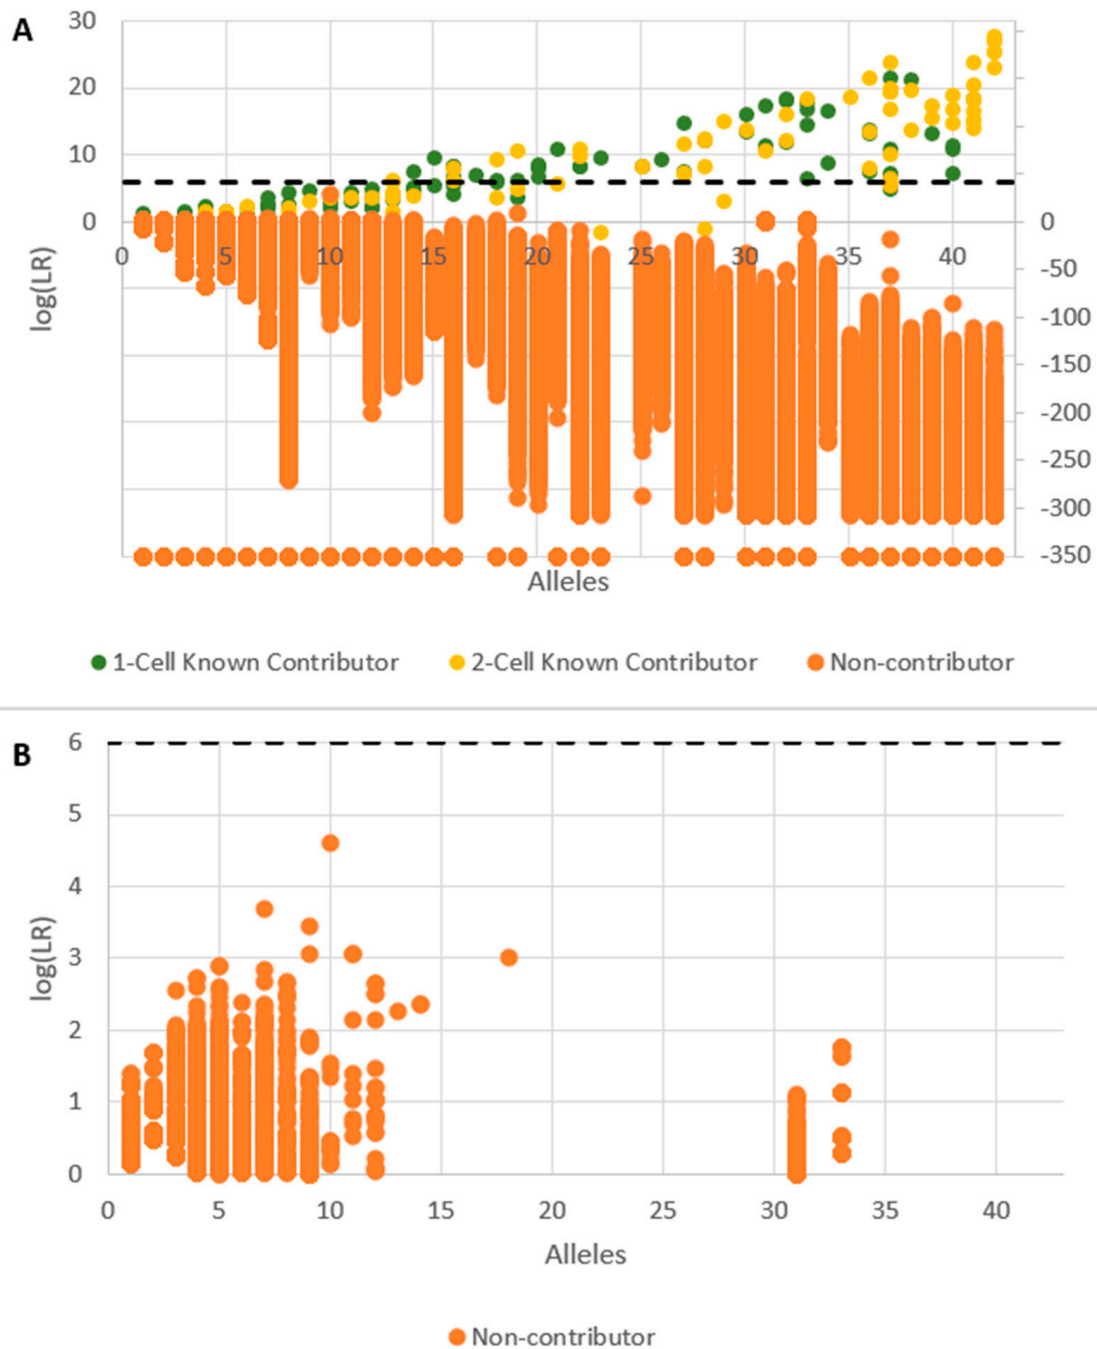 A
30
20
10
0
0
0 5 10 15 20 25 30 35 40
-50
-100
-150
-200
-250
-300
-350
log(LR)
Alleles
1-Cell Known Contributor 2-Cell Known Contributor Non-contributor
B
6
5
4
3
2
1
0
log(LR)
0 5 10 15 20 25 30 35 40
Alleles
Non-contributor